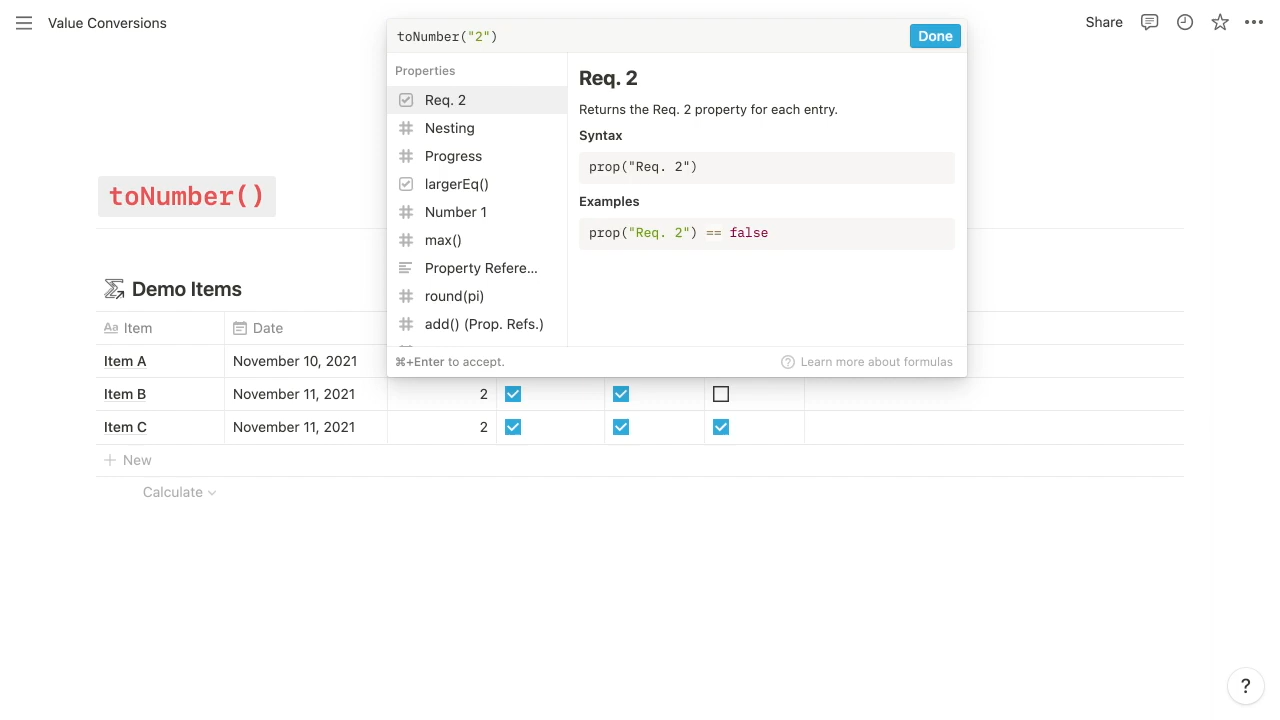 Value Conversions
Share
toNumber("2")
Done
Properties
Req. 2
Nesting
Progress
largerEq()
Number 1
max()
Property Refere...
round(pi)
add() (Prop. Refs.)
Req. 2
Returns the Req. 2 property for each entry.
Syntax
prop("Req. 2")
Examples
prop("Req. 2") == false
⌘+Enter to accept.
Learn more about formulas
toNumber()
Demo Items
Aa Item
Date
Item A
November 10, 2021
Item B
November 11, 2021
2
Item C
November 11, 2021
2
New
Calculate
?